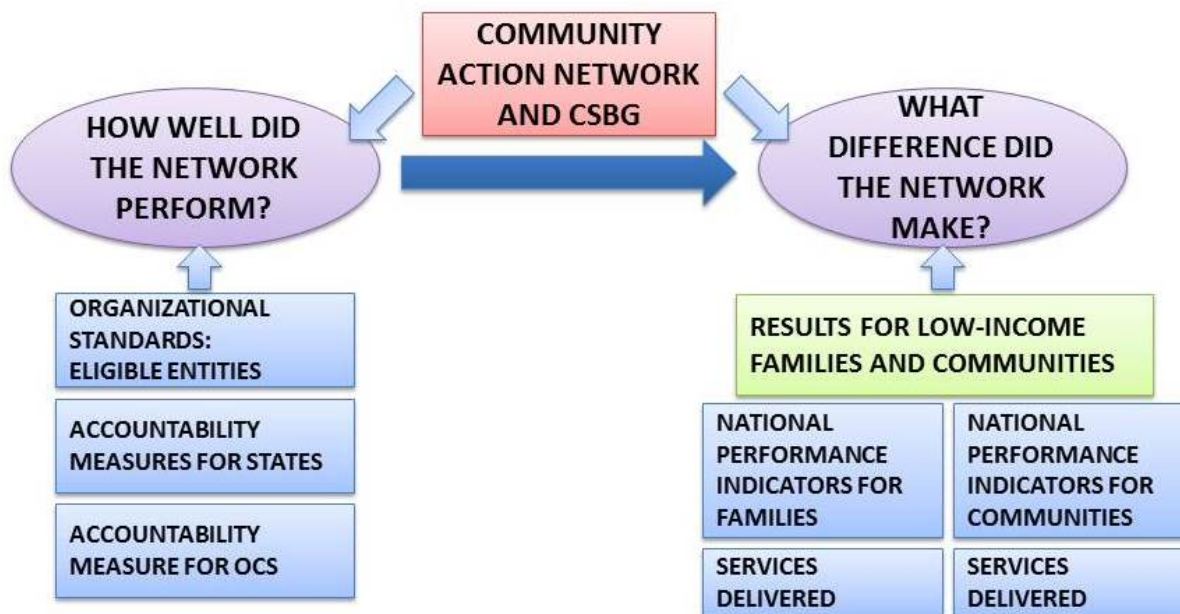 COMMUNITY
ACTION NETWORK
AND CSBG
HOW WELL DID
THE NETWORK
PERFORM?
WHAT
DIFFERENCE DID
THE NETWORK
MAKE?
ORGANIZATIONAL
STANDARDS:
ELIGIBLE ENTITIES
ACCOUNTABILITY
MEASURES FOR STATES
ACCOUNTABILITY
MEASURE FOR OCS
RESULTS FOR LOW-INCOME
FAMILIES AND COMMUNITIES
NATIONAL
PERFORMANCE
INDICATORS FOR
FAMILIES
NATIONAL
PERFORMANCE
INDICATORS FOR
COMMUNITIES
SERVICES
DELIVERED
SERVICES
DELIVERED